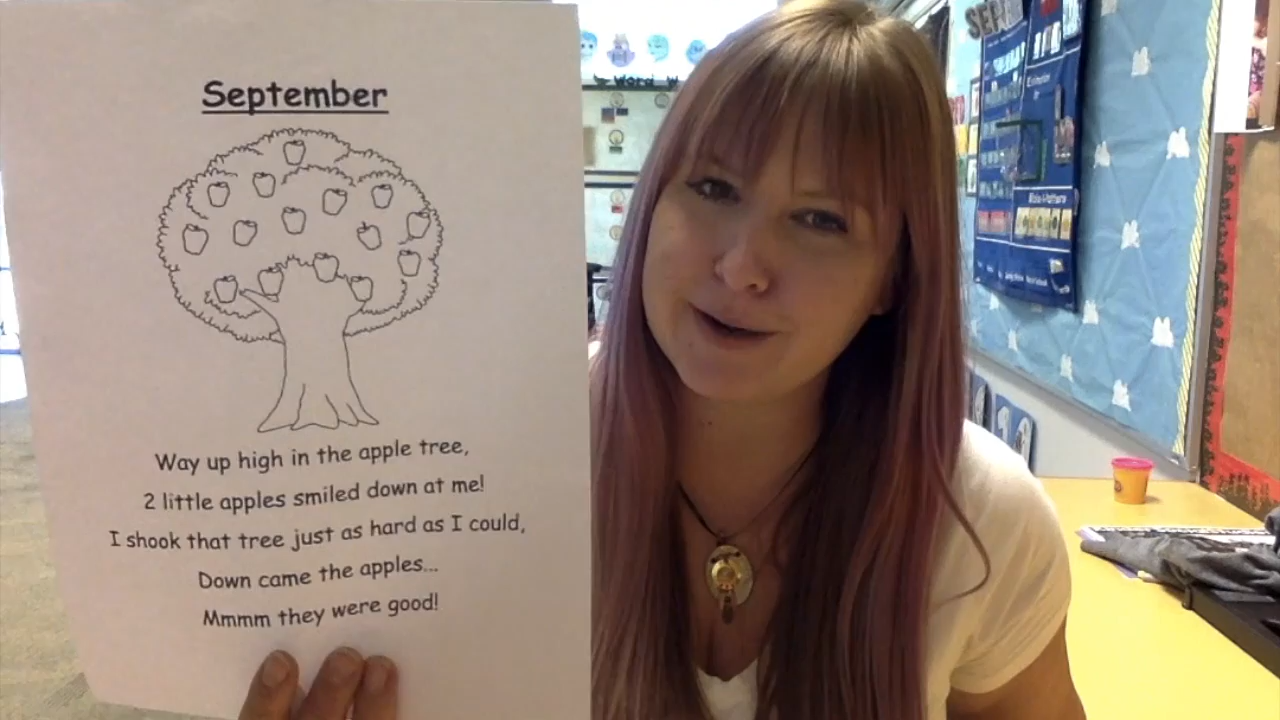 September
Way up high in the apple tree,
2 little apples smiled down at me!
I shook that tree just as hard as I could,
Down came the apples...
Mmmm they were good!
Word W